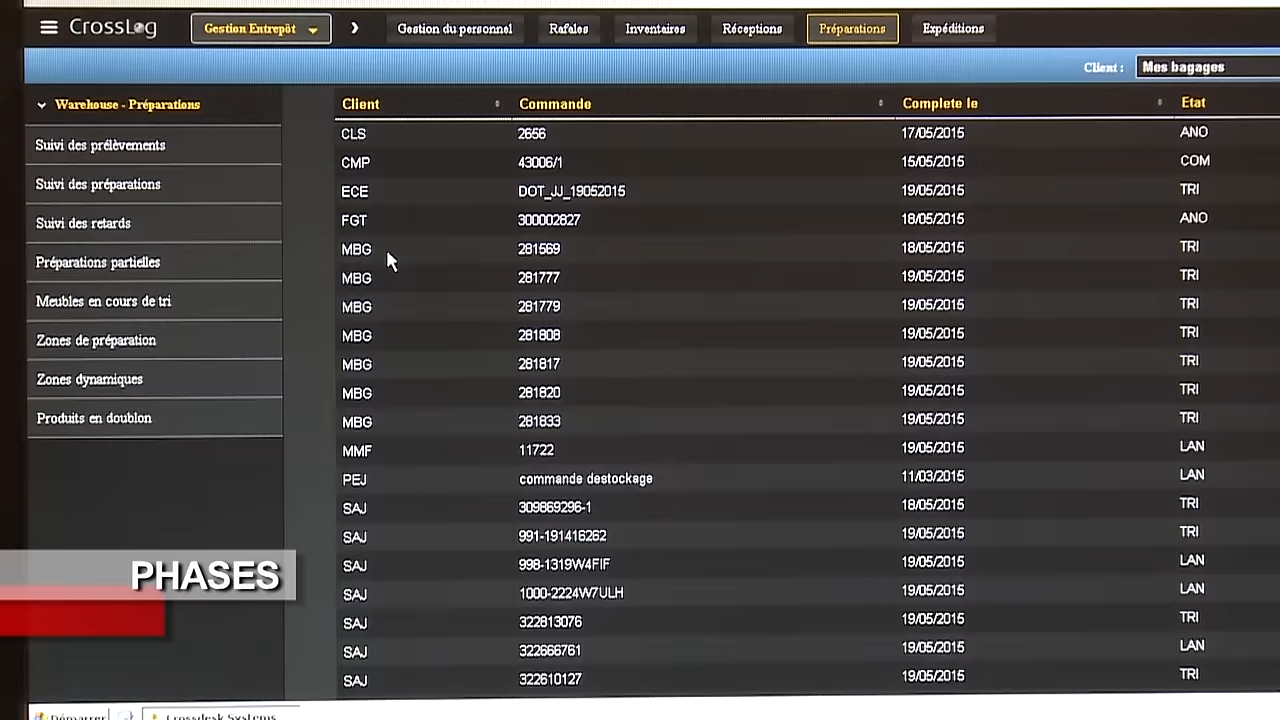 CrossLog Gestion Entrepôt Gestion du personnel Rafales Inventaires Réceptions Préparations Expéditions
Client : Mes bagages
Warehouse - Préparations
Suivi des prélèvements
Suivi des préparations
Suivi des retards
Préparations partielles
Meubles en cours de tri
Zones de préparation
Zones dynamiques
Produits en doublon
Client Commande Complete le Etat
CLS 2656 17/05/2015 ANO
CMP 43006/1 15/05/2015 COM
ECE DOT_JJ_19052015 19/05/2015 TRI
FGT 300002827 18/05/2015 ANO
MBG 281569 18/05/2015 TRI
MBG 281777 19/05/2015 TRI
MBG 281779 19/05/2015 TRI
MBG 281808 19/05/2015 TRI
MBG 281817 19/05/2015 TRI
MBG 281820 19/05/2015 TRI
MBG 281833 19/05/2015 TRI
MMF 11722 19/05/2015 LAN
PEJ commande destockage 11/03/2015 LAN
SAJ 309869296-1 18/05/2015 TRI
SAJ 991-191416262 19/05/2015 TRI
SAJ 998-1319W4FIF 19/05/2015 LAN
SAJ 1000-2224W7ULH 19/05/2015 LAN
SAJ 322813076 19/05/2015 TRI
SAJ 322666761 19/05/2015 LAN
SAJ 322610127 19/05/2015 TRI
PHASES
Démarrer Crossdesk Systems